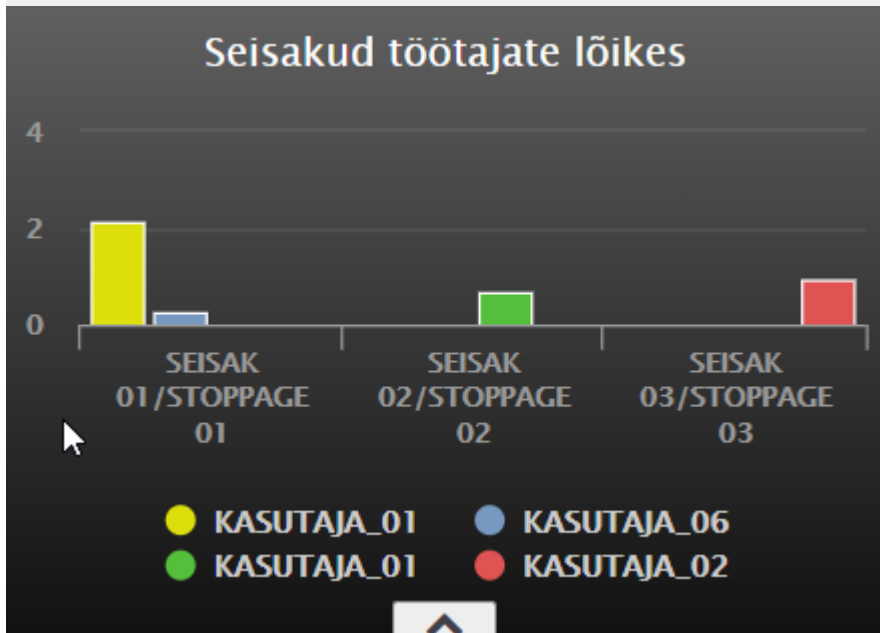 Seisakud töötajate lõikes
4
2
0
SEISAK
01/STOPPAGE
01
SEISAK
02/STOPPAGE
02
SEISAK
03/STOPPAGE
03
KASUTAJA_01
KASUTAJA_06
KASUTAJA_01
KASUTAJA_02